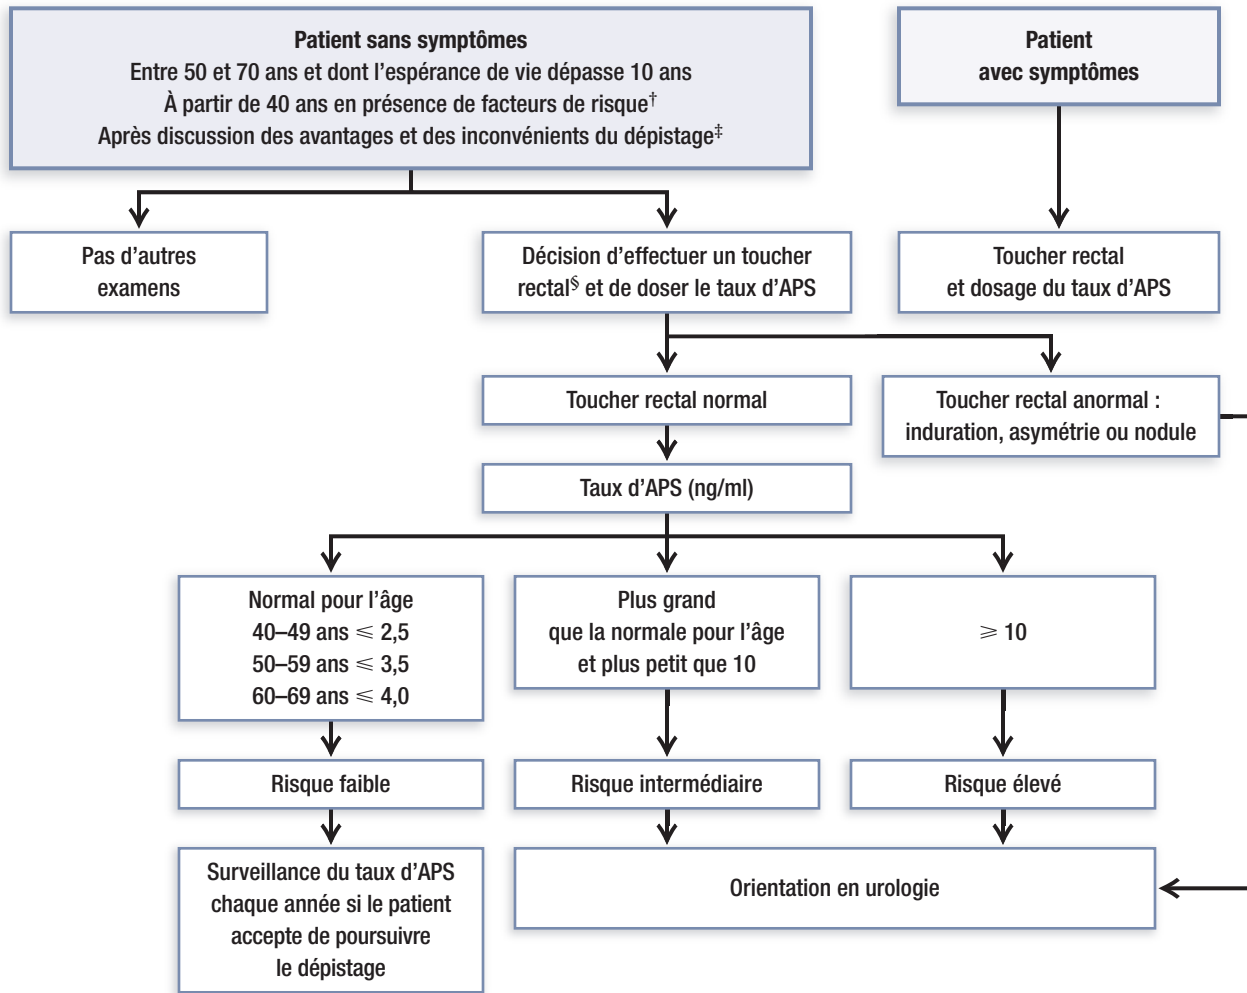 Patient sans symptômes
Entre 50 et 70 ans et dont l’espérance de vie dépasse 10 ans
À partir de 40 ans en présence de facteurs de risque†
Après discussion des avantages et des inconvénients du dépistage‡
Patient
avec symptômes
Pas d’autres
examens
Décision d’effectuer un toucher
rectal§ et de doser le taux d’APS
Toucher rectal
et dosage du taux d’APS
Toucher rectal normal
Toucher rectal anormal :
induration, asymétrie ou nodule
Taux d’APS (ng/ml)
Normal pour l’âge
40–49 ans ⩽ 2,5
50–59 ans ⩽ 3,5
60–69 ans ⩽ 4,0
Plus grand
que la normale pour l’âge
et plus petit que 10
⩾ 10
Risque faible
Risque intermédiaire
Risque élevé
Surveillance du taux d’APS
chaque année si le patient
accepte de poursuivre
le dépistage
Orientation en urologie